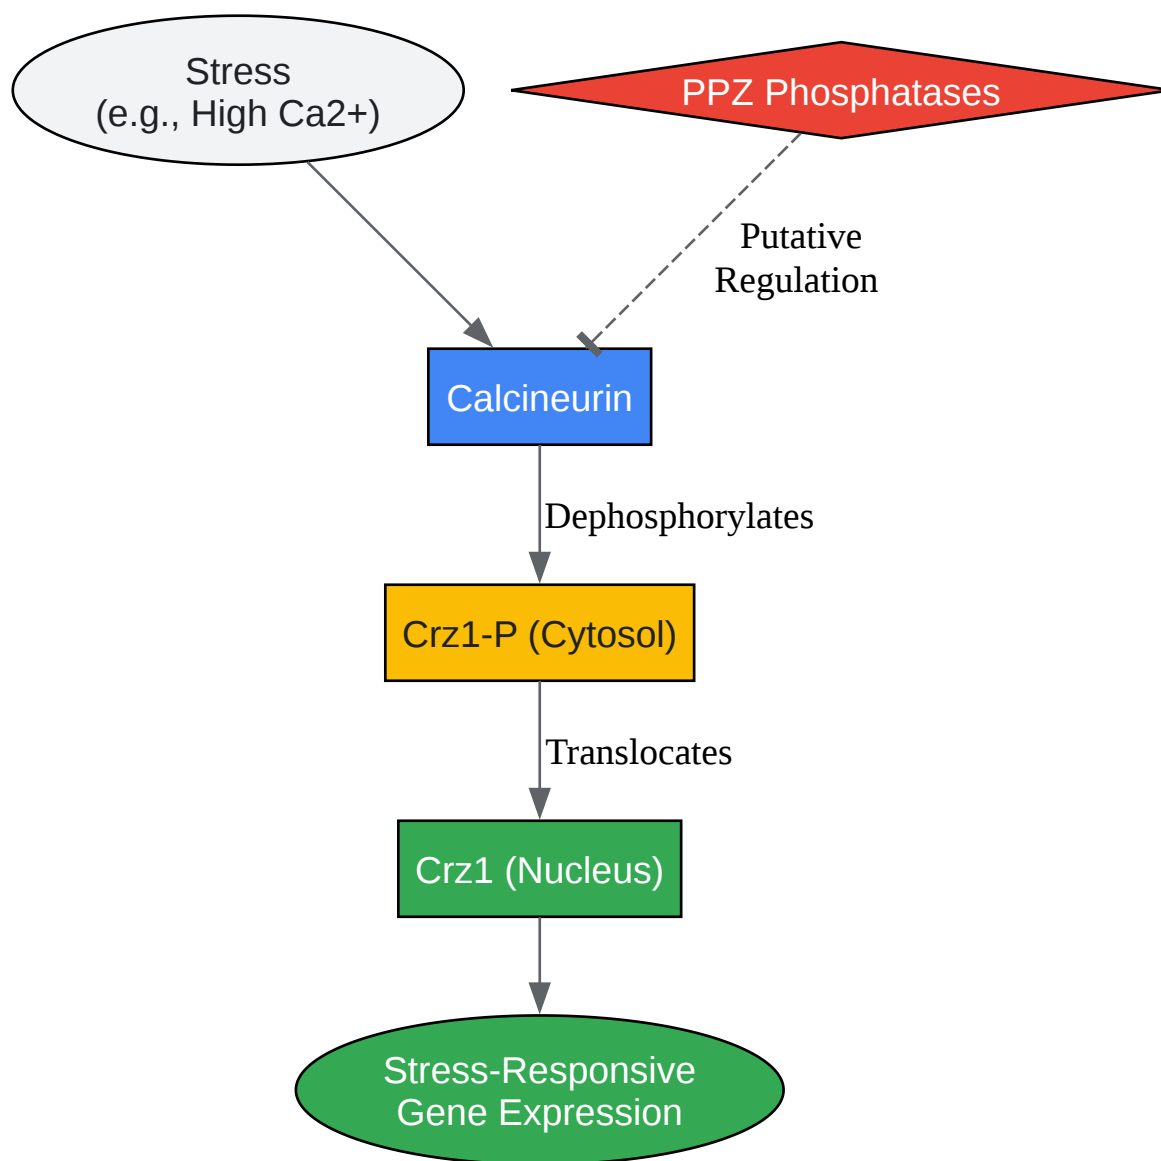 Stress
(e.g., High Ca2+)
PPZ Phosphatases
Putative
Regulation
Calcineurin
Dephosphorylates
Crz1-P (Cytosol)
Translocates
Crz1 (Nucleus)
Stress-Responsive
Gene Expression